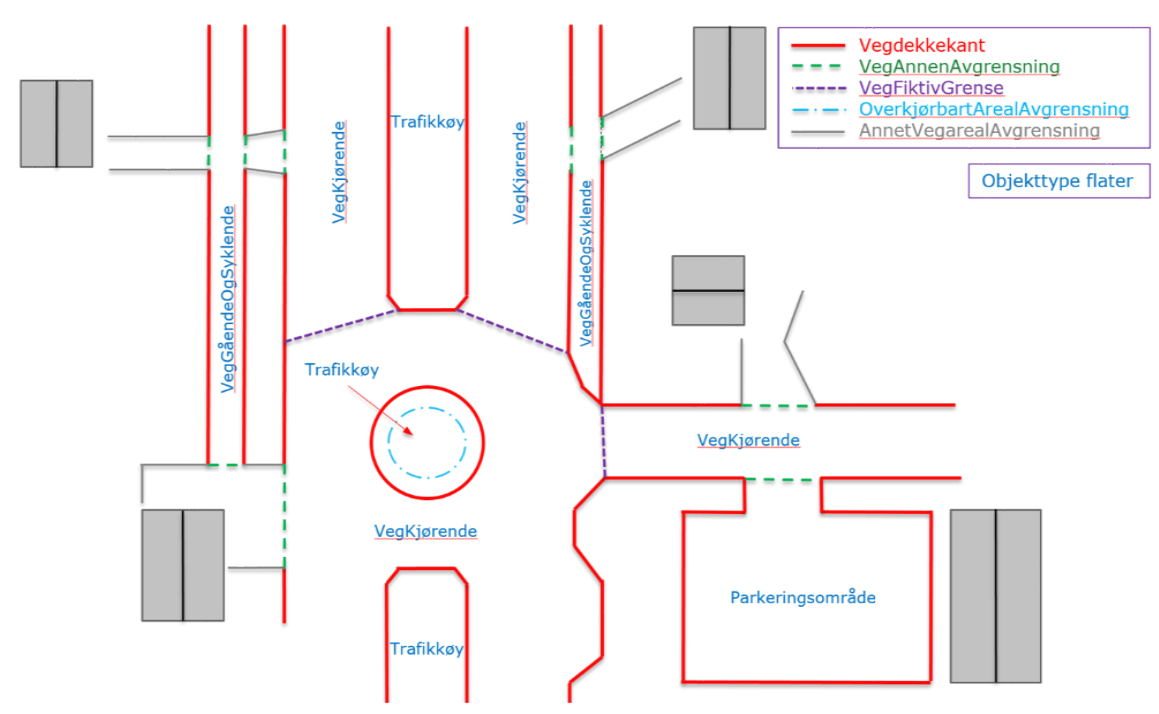 Vegdekkekant
VegAnnenAvgrensning
VegFiktivGrense
OverkjørbartArealAvgrensning
AnnetVegarealAvgrensning
Objekttype flater
Trafikkøy
VegKjørende
VegKjørende
VegGåendeOgSyklende
VegGåendeOgSyklende
Trafikkøy
VegKjørende
VegKjørende
Parkeringsområde
Trafikkøy